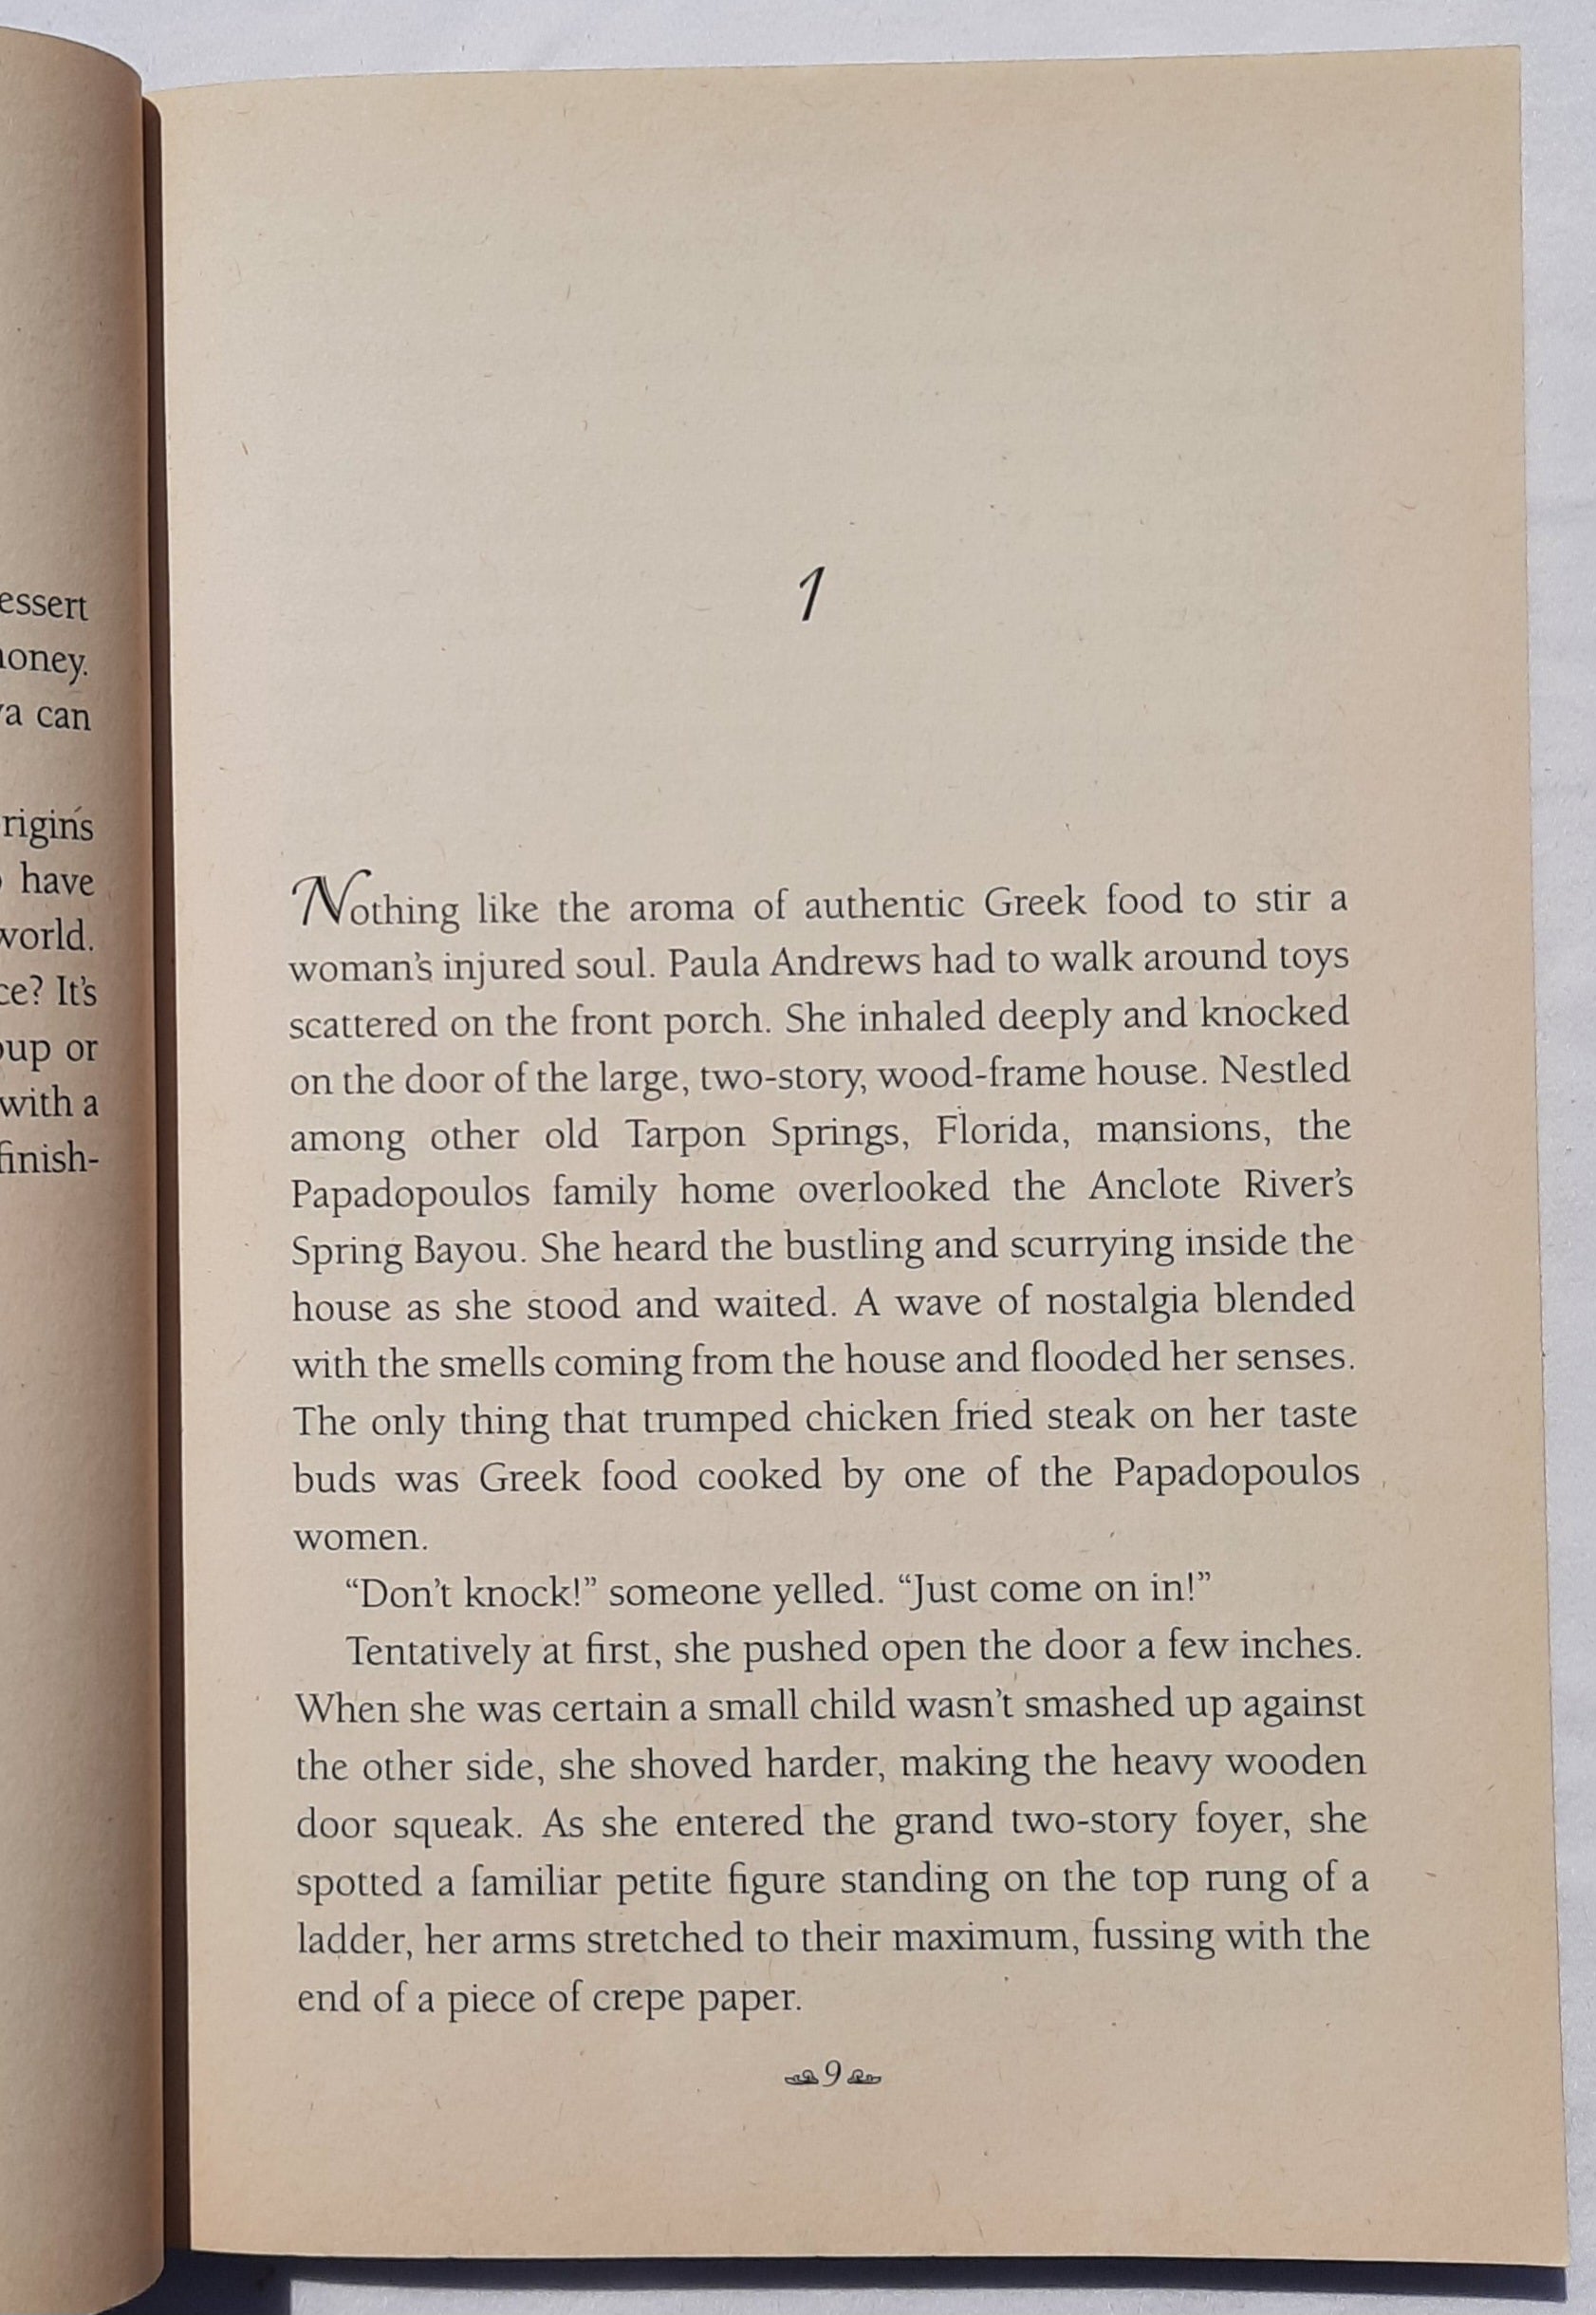 essert
can
have
ce? It's
or
with a
finish-
1
Nothing like the aroma of authentic Greek food to stir a
woman's injured soul. Paula Andrews had to walk around toys
scattered on the front porch. She inhaled deeply and knocked
on the door of the large, two-story, wood-frame house. Nestled
among other old Tarpon Springs, Florida, mansions, the
Papadopoulos family home overlooked the Anclote River's
Spring Bayou. She heard the bustling and scurrying inside the
house as she stood and waited. A wave of nostalgia blended
with the smells coming from the house and flooded her senses.
The only thing that trumped chicken fried steak on her taste
buds was Greek food cooked by one of the Papadopoulos
women.
“Don't knock!” someone yelled. “Just come on in!”
Tentatively at first, she pushed open the door a few inches.
When she was certain a small child wasn't smashed up against
the other side, she shoved harder, making the heavy wooden
door squeak. As she entered the grand two-story foyer, she
spotted a familiar petite figure standing on the top rung of a
ladder, her arms stretched to their maximum, fussing with the
end of a piece of crepe paper.
9